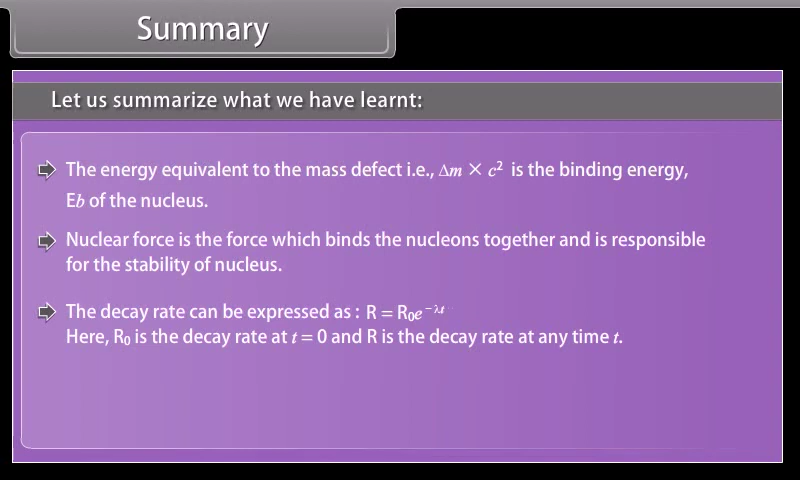 Summary
Let us summarize what we have learnt:
The energy equivalent to the mass defect i.e., Δm × c² is the binding energy,
Eb of the nucleus.
Nuclear force is the force which binds the nucleons together and is responsible
for the stability of nucleus.
The decay rate can be expressed as : R = R₀e⁻λt
Here, R₀ is the decay rate at t = 0 and R is the decay rate at any time t.